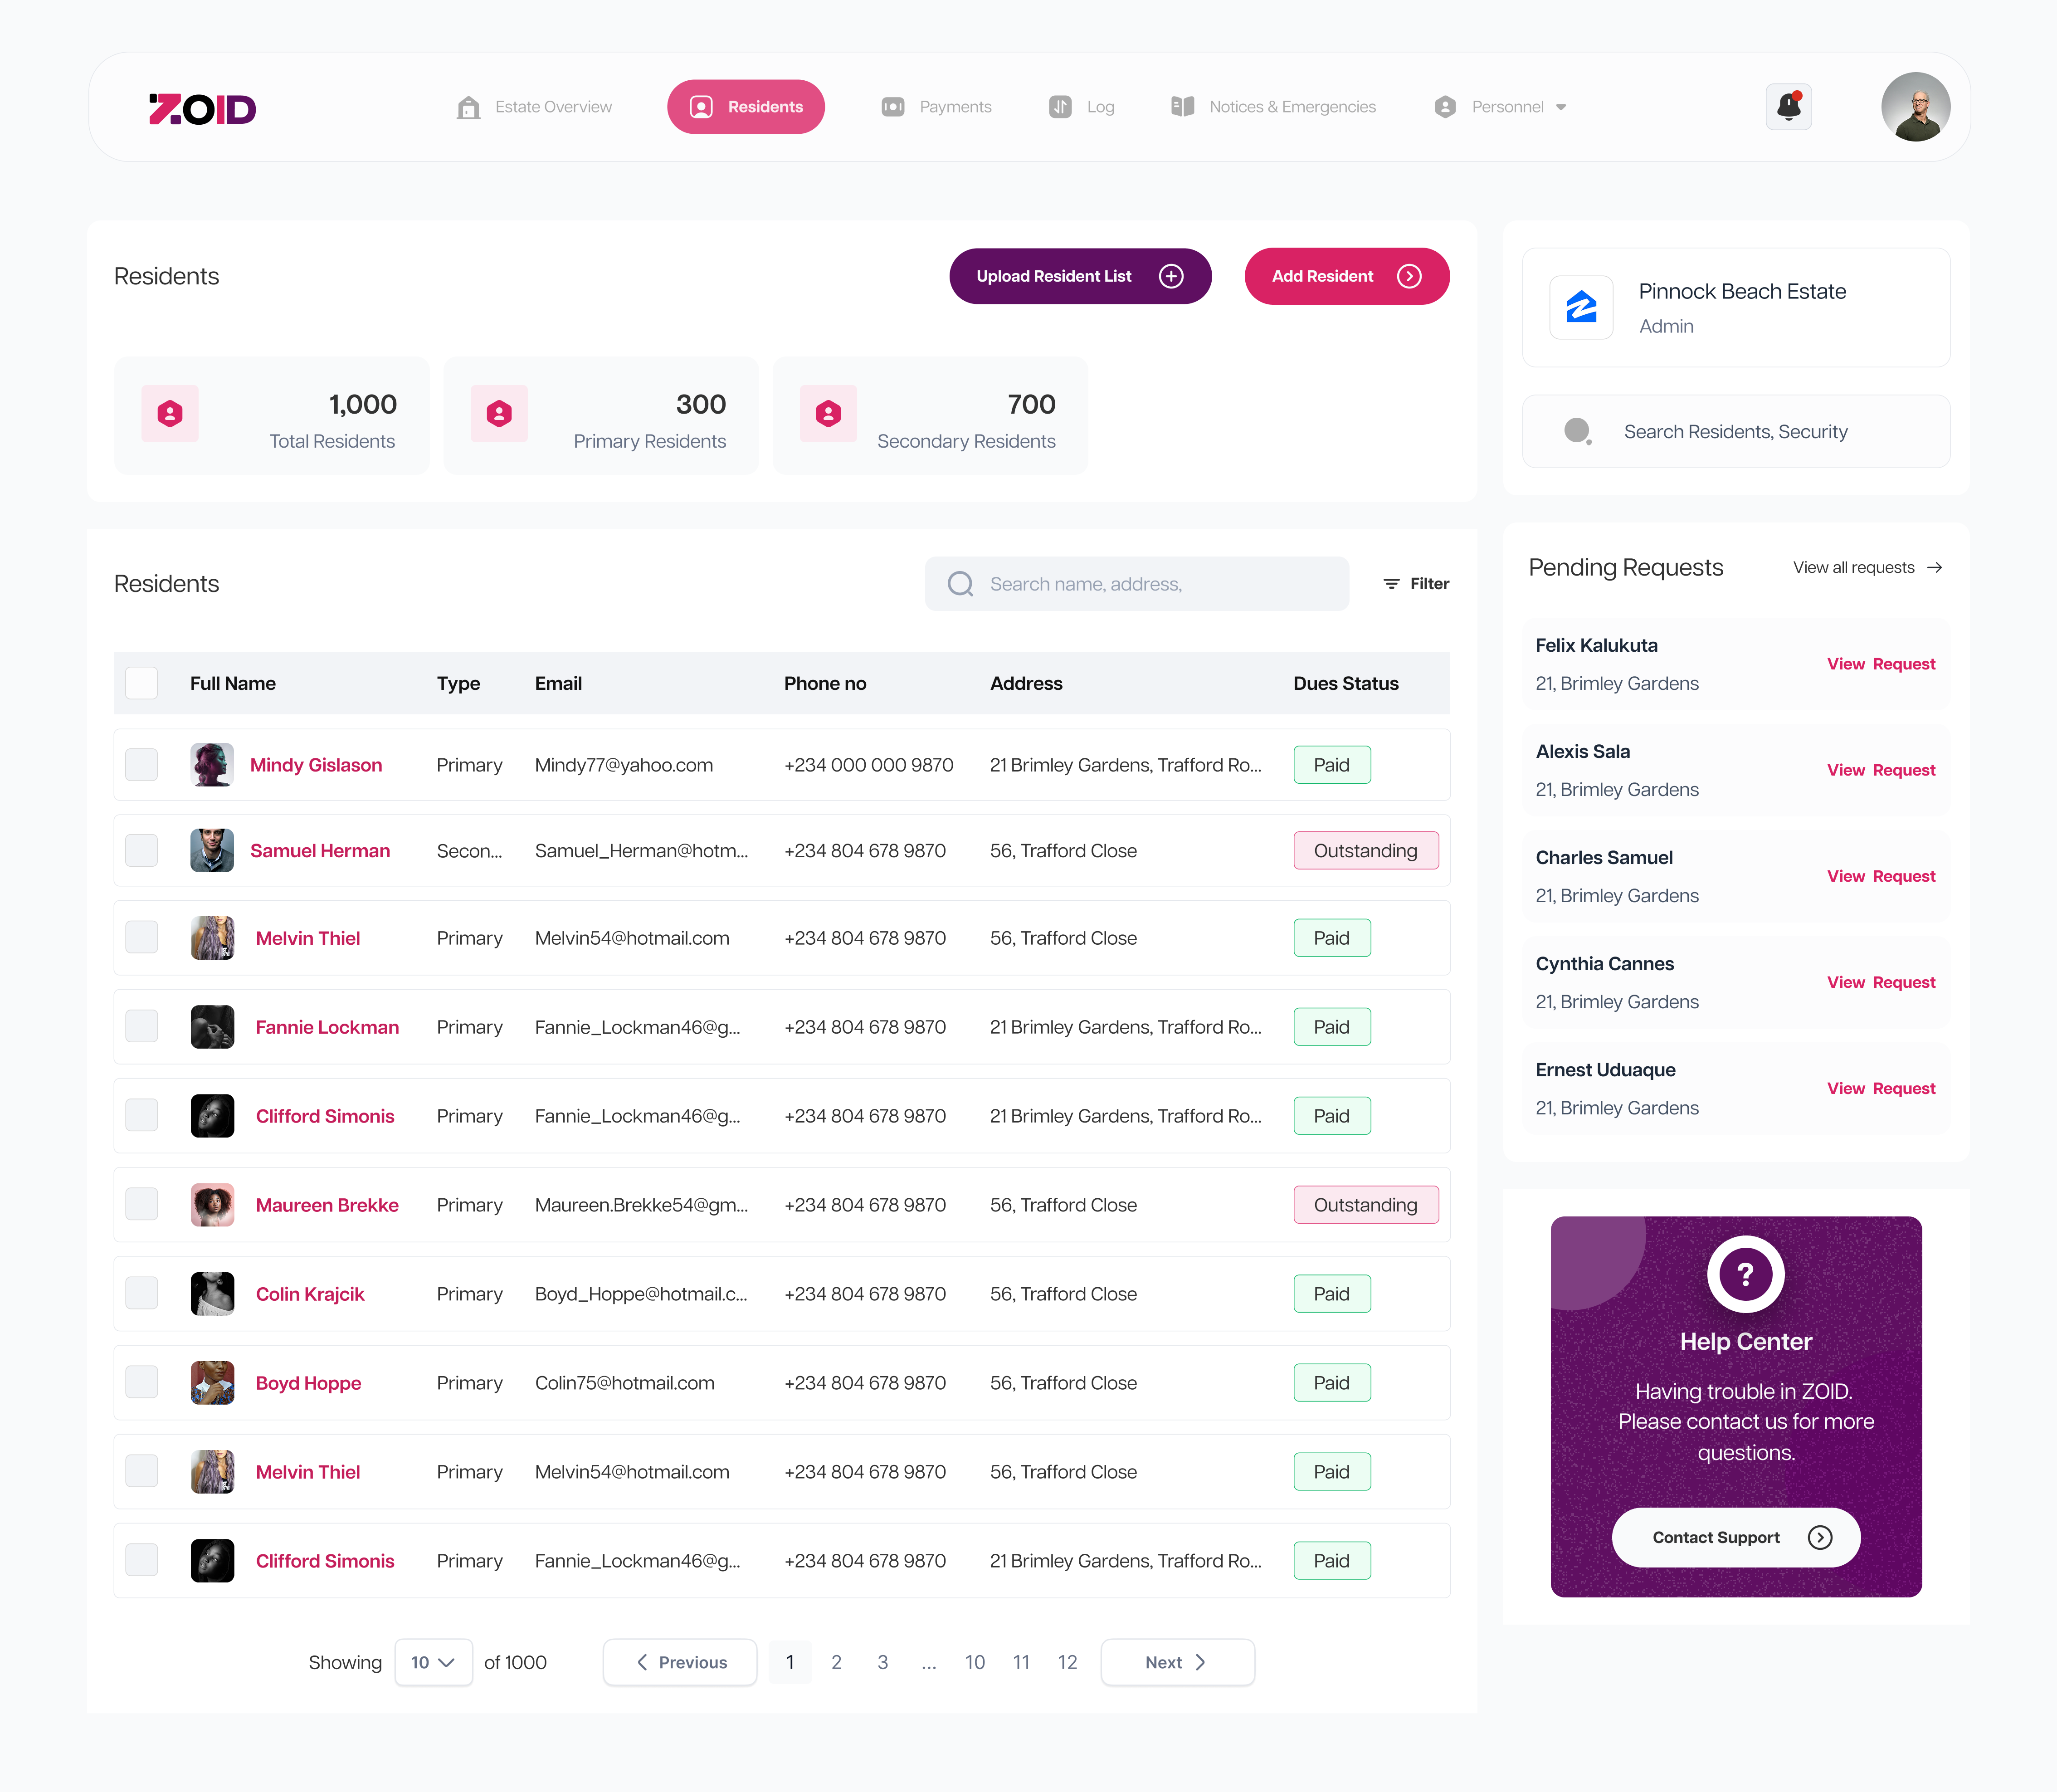 ZOID
Estate Overview
Residents
Payments
Log
Notices & Emergencies
Personnel
Residents
Upload Resident List
Add Resident
1,000
Total Residents
300
Primary Residents
700
Secondary Residents
Pinnock Beach Estate
Admin
Search Residents, Security
Residents
Search name, address,
Filter
Full Name Type Email Phone no Address Dues Status
Mindy Gislason Primary Mindy77@yahoo.com +234 000 000 9870 21 Brimley Gardens, Trafford Ro... Paid
Samuel Herman Secon... Samuel_Herman@hotm... +234 804 678 9870 56, Trafford Close Outstanding
Melvin Thiel Primary Melvin54@hotmail.com +234 804 678 9870 56, Trafford Close Paid
Fannie Lockman Primary Fannie_Lockman46@g... +234 804 678 9870 21 Brimley Gardens, Trafford Ro... Paid
Clifford Simonis Primary Fannie_Lockman46@g... +234 804 678 9870 21 Brimley Gardens, Trafford Ro... Paid
Maureen Brekke Primary Maureen.Brekke54@gm... +234 804 678 9870 56, Trafford Close Outstanding
Colin Krajcik Primary Boyd_Hoppe@hotmail.c... +234 804 678 9870 56, Trafford Close Paid
Boyd Hoppe Primary Colin75@hotmail.com +234 804 678 9870 56, Trafford Close Paid
Melvin Thiel Primary Melvin54@hotmail.com +234 804 678 9870 56, Trafford Close Paid
Clifford Simonis Primary Fannie_Lockman46@g... +234 804 678 9870 21 Brimley Gardens, Trafford Ro... Paid
Showing 10 of 1000 Previous 1 2 3 ... 10 11 12 Next
Pending Requests
View all requests
Felix Kalukuta
21, Brimley Gardens
View Request
Alexis Sala
21, Brimley Gardens
View Request
Charles Samuel
21, Brimley Gardens
View Request
Cynthia Cannes
21, Brimley Gardens
View Request
Ernest Uduaque
21, Brimley Gardens
View Request
?
Help Center
Having trouble in ZOID.
Please contact us for more
questions.
Contact Support